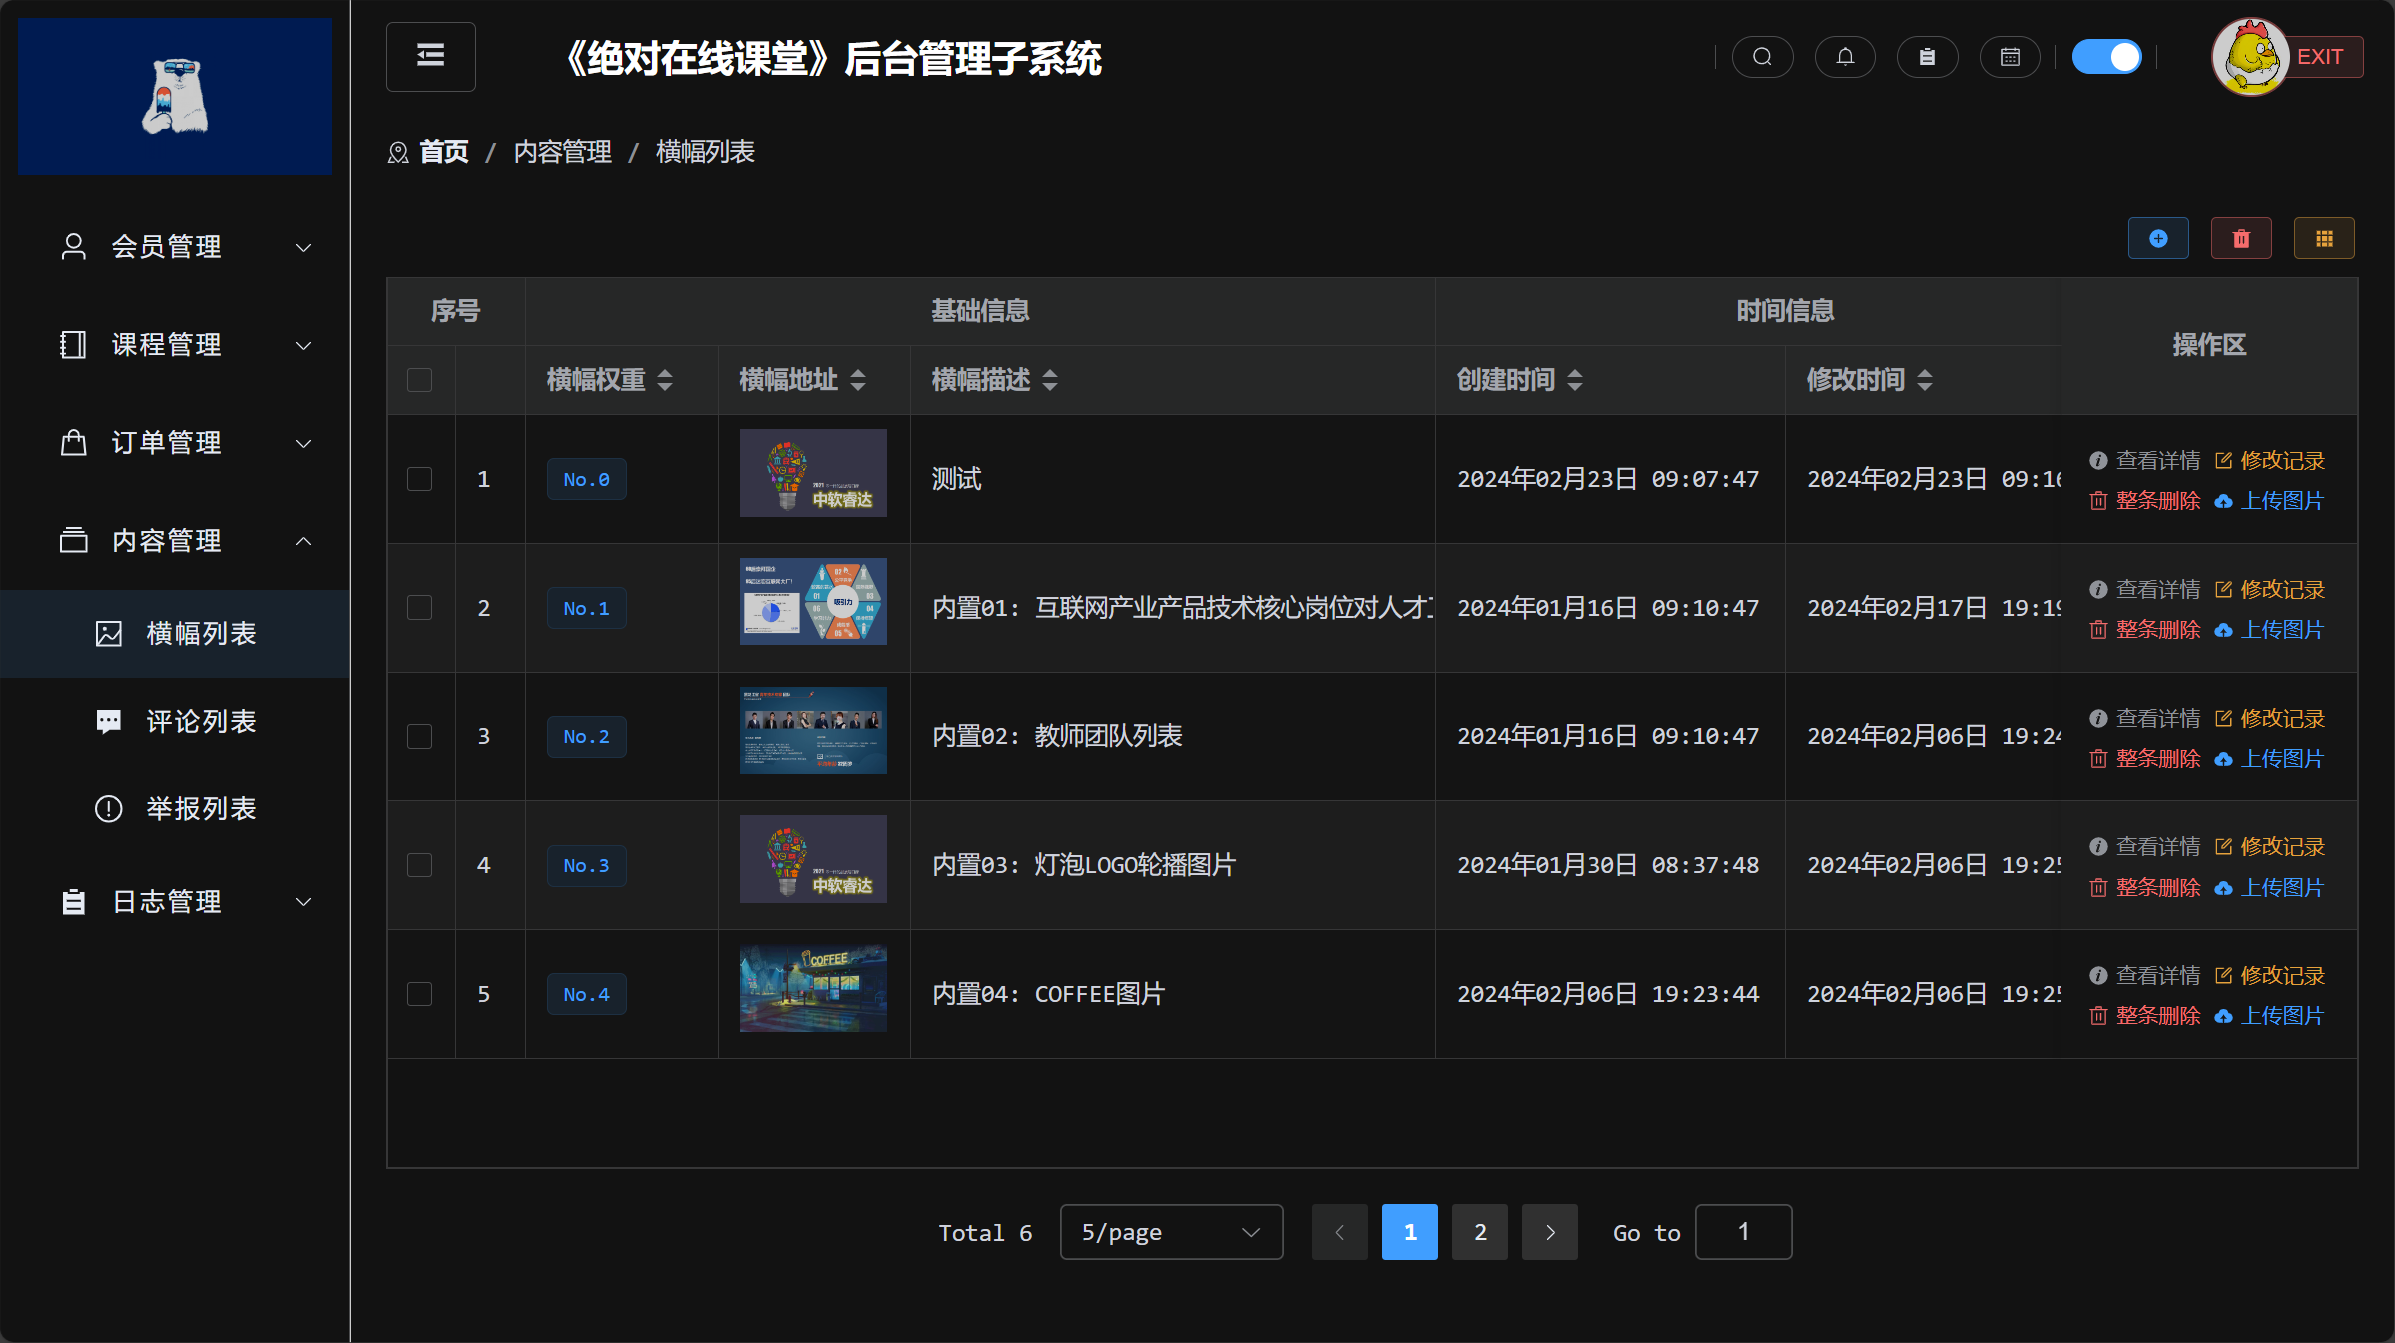 《绝对在线课堂》后台管理子系统
EXIT
首页 / 内容管理 / 横幅列表
会员管理
课程管理
订单管理
内容管理
横幅列表
评论列表
举报列表
日志管理
序号 基础信息 时间信息 操作区
横幅权重 横幅地址 横幅描述 创建时间 修改时间
1 No.0 中软睿达 测试 2024年02月23日 09:07:47 2024年02月23日 09:16 查看详情 修改记录
整条删除 上传图片
2 No.1 吸引力 内置01: 互联网产业产品技术核心岗位对人才 2024年01月16日 09:10:47 2024年02月17日 19:19 查看详情 修改记录
整条删除 上传图片
3 No.2 内置02: 教师团队列表 2024年01月16日 09:10:47 2024年02月06日 19:24 查看详情 修改记录
整条删除 上传图片
4 No.3 中软睿达 内置03: 灯泡LOGO轮播图片 2024年01月30日 08:37:48 2024年02月06日 19:25 查看详情 修改记录
整条删除 上传图片
5 No.4 COFFEE 内置04: COFFEE图片 2024年02月06日 19:23:44 2024年02月06日 19:25 查看详情 修改记录
整条删除 上传图片
Total 6 5/page 1 2 Go to 1